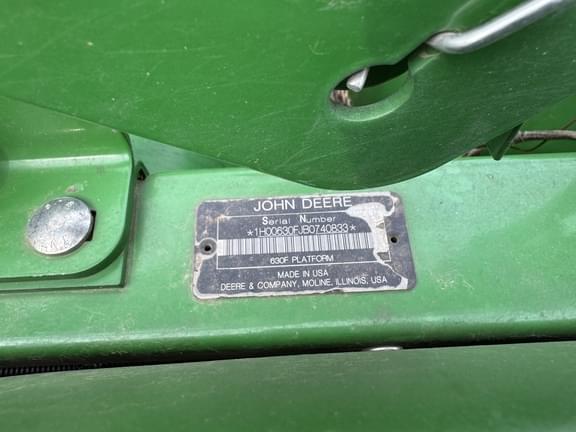 JOHN DEERE
Serial Number
*1H00630FJB0740833*
630F PLATFORM
MADE IN USA
DEERE & COMPANY, MOLINE, ILLINOIS, USA